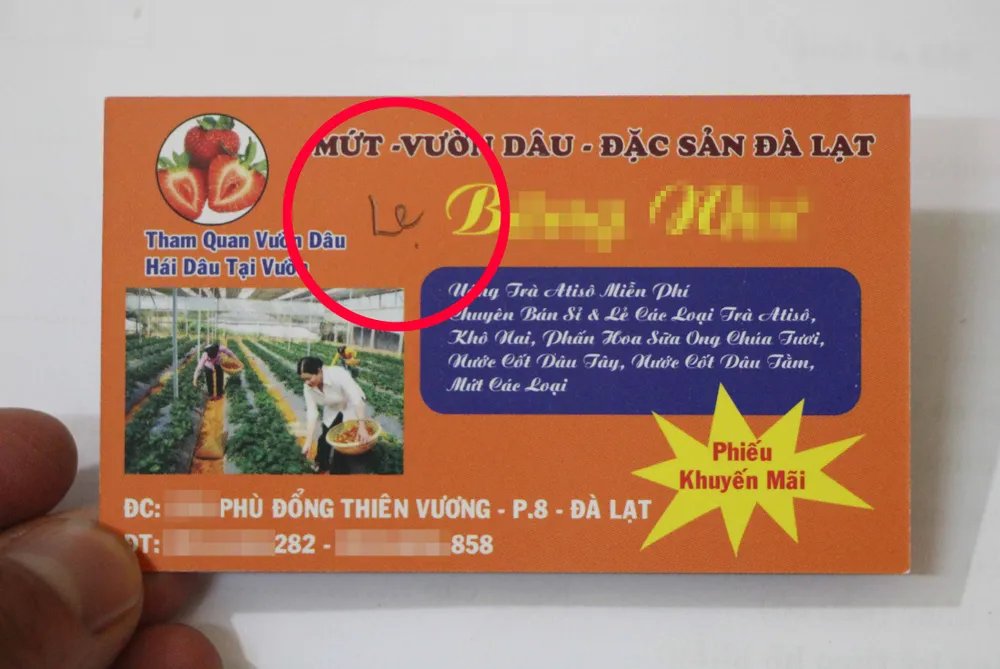 MỨT -VƯỜN DÂU - ĐẶC SẢN ĐÀ LẠT
Tham Quan Vườn Dâu
Hái Dâu Tại Vườn
Uống Trà Atisô Miễn Phí
Chuyên Bán Sỉ & Lẻ Các Loại Trà Atisô,
Khô Nai, Phấn Hoa Sữa Ong Chúa Tươi,
Nước Cốt Dâu Tây, Nước Cốt Dâu Tằm,
Mứt Các Loại
Phiếu
Khuyến Mãi
ĐC: PHÙ ĐỔNG THIÊN VƯƠNG - P.8 - ĐÀ LẠT
ĐT: 282 - 858